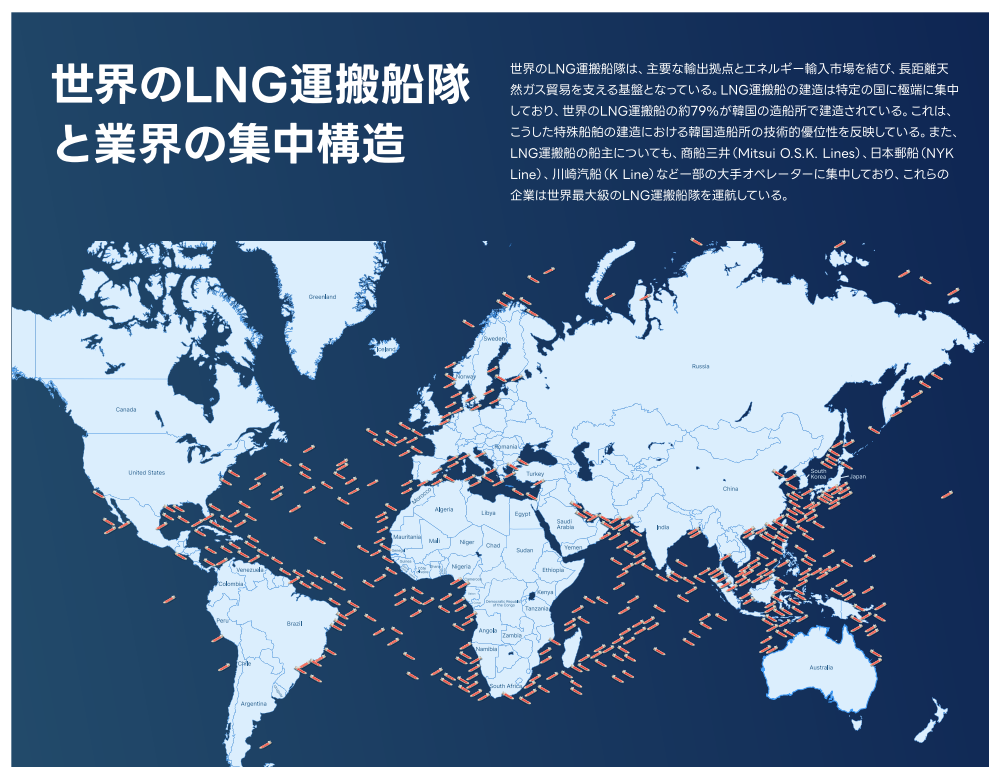 世界のLNG運搬船隊
と業界の集中構造
世界のLNG運搬船隊は、主要な輸出拠点とエネルギー輸入市場を結び、長距離天
然ガス貿易を支える基盤となっている。LNG運搬船の建造は特定の国に極端に集中
しており、世界のLNG運搬船の約79%が韓国の造船所で建造されている。これは、
こうした特殊船舶の建造における韓国造船所の技術的優位性を反映している。また、
LNG運搬船の船主についても、商船三井（Mitsui O.S.K. Lines）、日本郵船（NYK
Line）、川崎汽船（K Line）など一部の大手オペレーターに集中しており、これらの
企業は世界最大級のLNG運搬船隊を運航している。
Greenland
Iceland
Sweden
Norway
Russia
Canada
United States
Romania
Turkey
China
South
Korea
Japan
Morocco
Algeria
Libya
Egypt
Saudi
Arabia
India
Mauritania
Mali
Niger
Chad
Sudan
Yemen
Nigeria
Ethiopia
Venezuela
Colombia
Kenya
Democratic Republic
of the Congo
Tanzania
Peru
Brazil
Angola
Zambia
Namibia
Chile
South Africa
Australia
Argentina